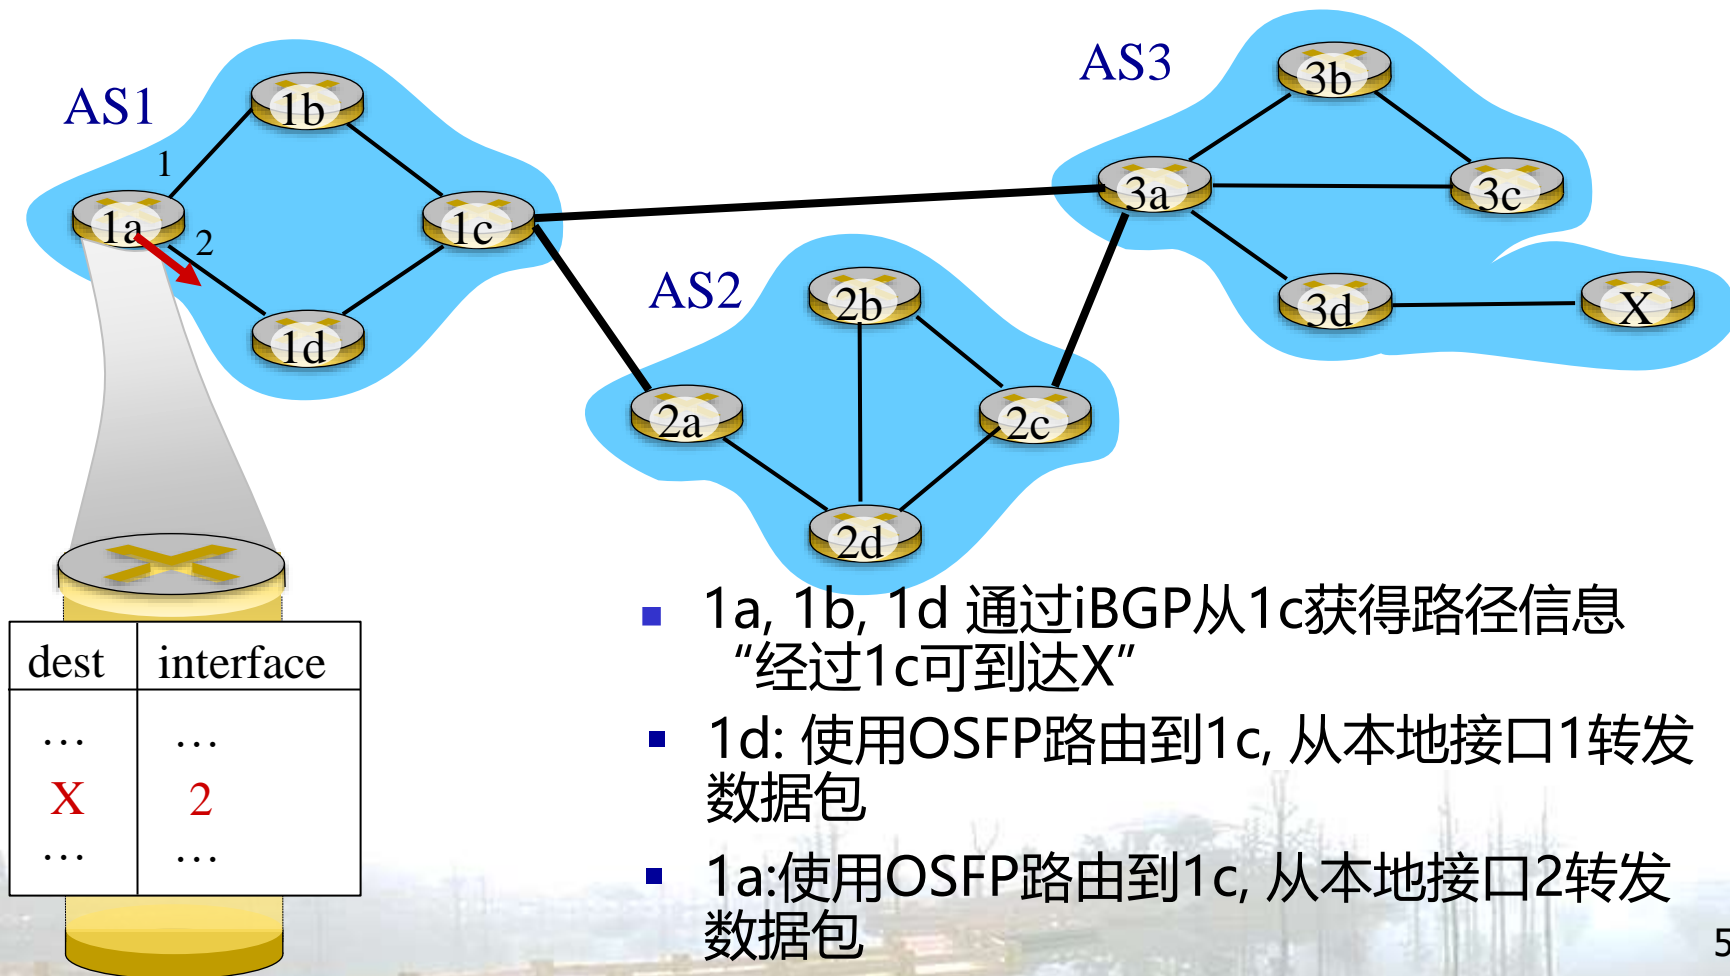 AS3
3b
AS1
1b
1
3a
3c
1a
1c
2
AS2
2b
3d
X
1d
2a
2c
2d
1a, 1b, 1d 通过iBGP从1c获得路径信息
“经过1c可到达X”
dest interface
… …
1d: 使用OSFP路由到1c, 从本地接口1转发
数据包
X 2
… …
1a:使用OSFP路由到1c, 从本地接口2转发
数据包
5